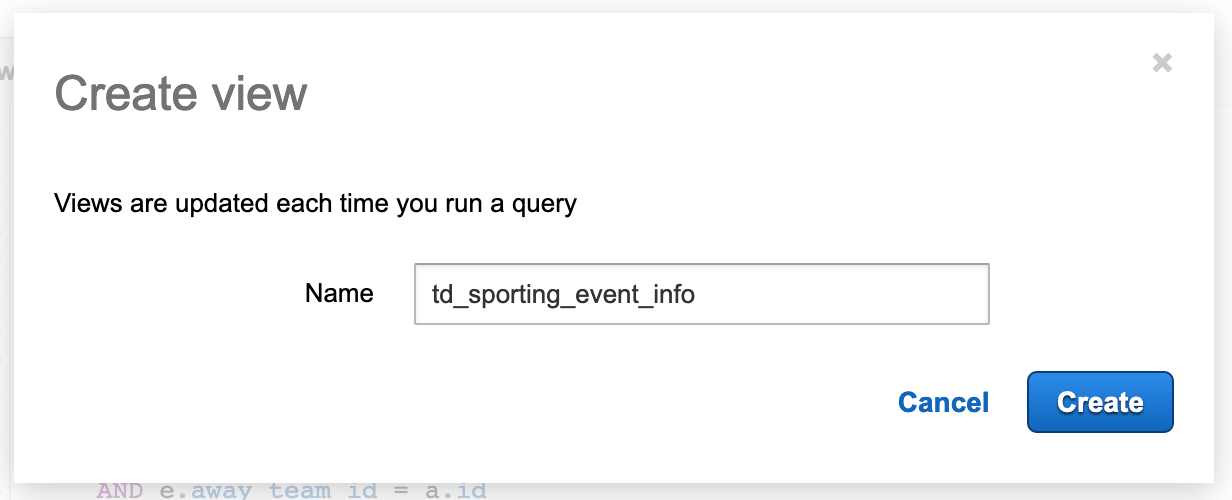 Create view
Views are updated each time you run a query
Name td_sporting_event_info
Cancel Create
AND e.away_team_id = a.id